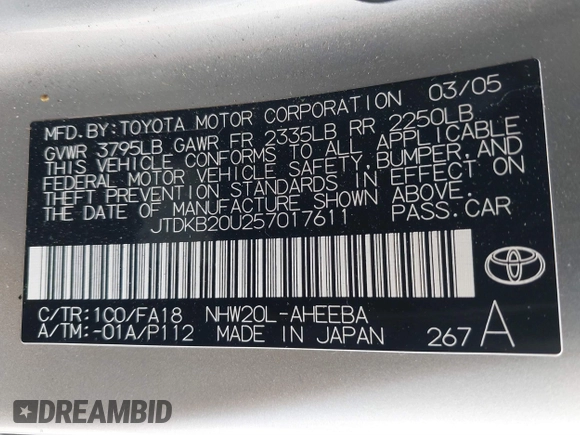 MFD. BY: TOYOTA MOTOR CORPORATION 03/05
GVWR 3795LB GAWR FR 2335LB RR 2250LB
THIS VEHICLE CONFORMS TO ALL APPLICABLE
FEDERAL MOTOR VEHICLE SAFETY, BUMPER, AND
THEFT PREVENTION STANDARDS IN EFFECT ON
THE DATE OF MANUFACTURE SHOWN ABOVE.
JTDKB20U257017611 PASS. CAR
C/TR: 1C0/FA18 NHW20L-AHEEBA
A/TM: -01A/P112 MADE IN JAPAN 267 A
DREAMBID